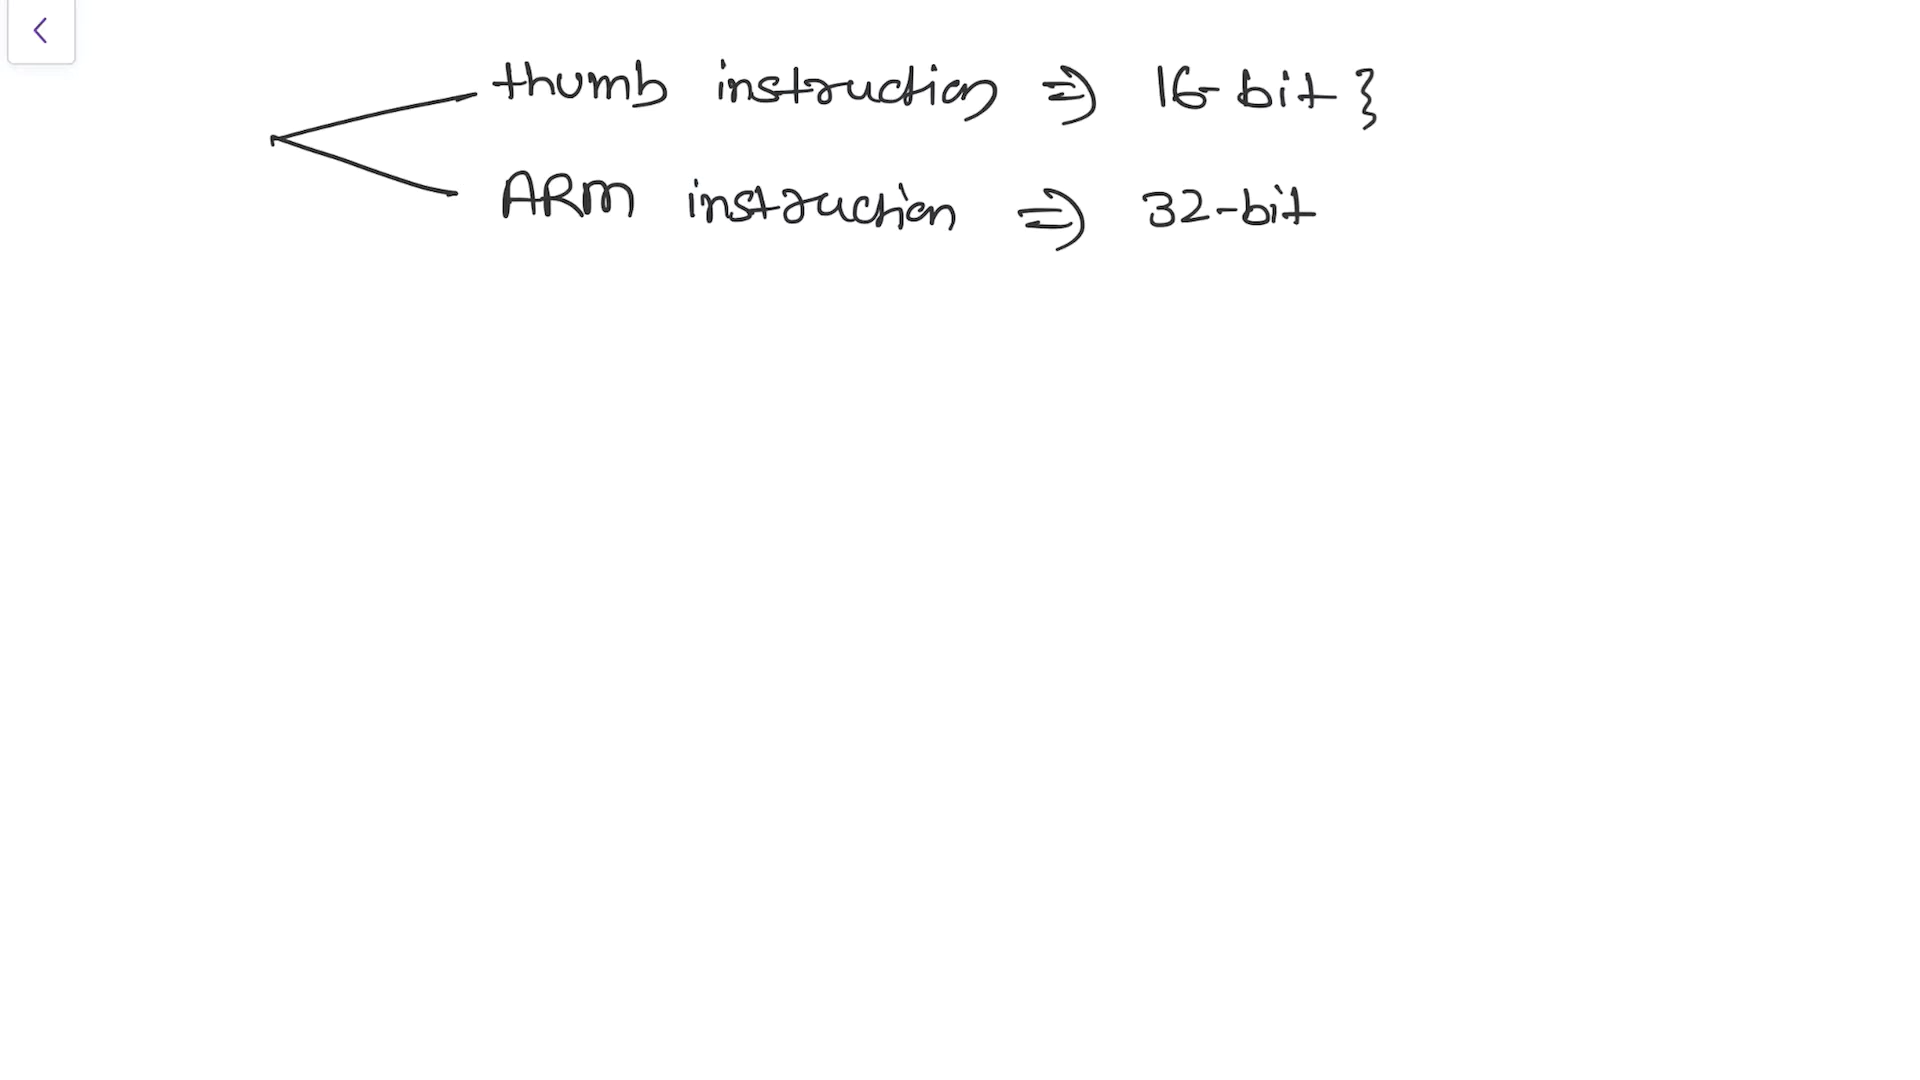 thumb instruction => 16-bit }
ARM instruction => 32-bit